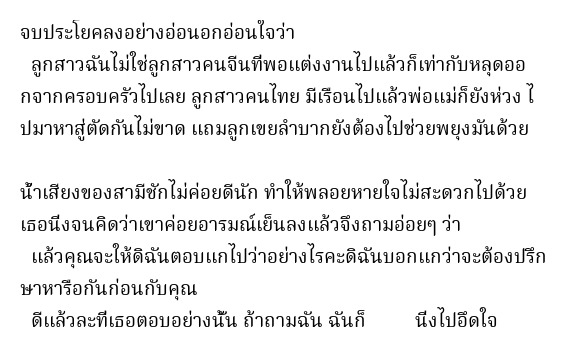 จบประโยคลงอย่างอ่อนอกอ่อนใจว่า
ลูกสาวฉันไม่ใช่ลูกสาวคนจีนที่พอแต่งงานไปแล้วก็เท่ากับหลุดออ
กจากครอบครัวไปเลย ลูกสาวคนไทย มีเรือนไปแล้วพ่อแม่ก็ยังห่วง ไ
ปมาหาสู่ตัดกันไม่ขาด แถมลูกเขยลำบากยังต้องไปช่วยพยุงมันด้วย
น้ำเสียงของสามีชักไม่ค่อยดีนัก ทำให้พลอยหายใจไม่สะดวกไปด้วย
เธอนิ่งจนคิดว่าเขาค่อยอารมณ์เย็นลงแล้วจึงถามอ่อยๆ ว่า
แล้วคุณจะให้ดิฉันตอบแกไปว่าอย่างไรคะดิฉันบอกแกว่าจะต้องปรึก
ษาหารือกันก่อนกับคุณ
ดีแล้วละที่เธอตอบอย่างนั้น ถ้าถามฉัน ฉันก็ นิ่งไปอึดใจ